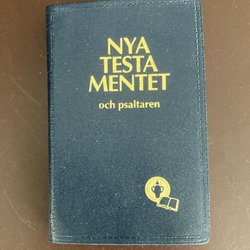 NYA
TESTA
MENTET
och psaltaren